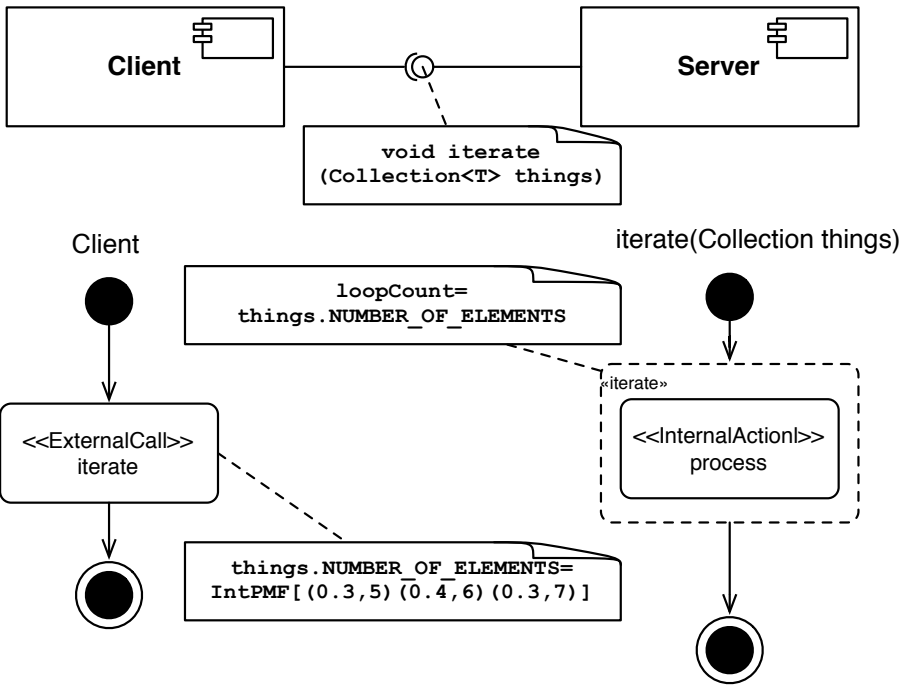 Client
Server
void iterate
(Collection<T> things)
Client
iterate(Collection things)
loopCount=
things.NUMBER_OF_ELEMENTS
«iterate»
<<ExternalCall>>
iterate
<<InternalActionl>>
process
things.NUMBER_OF_ELEMENTS=
IntPMF[(0.3,5)(0.4,6)(0.3,7)]